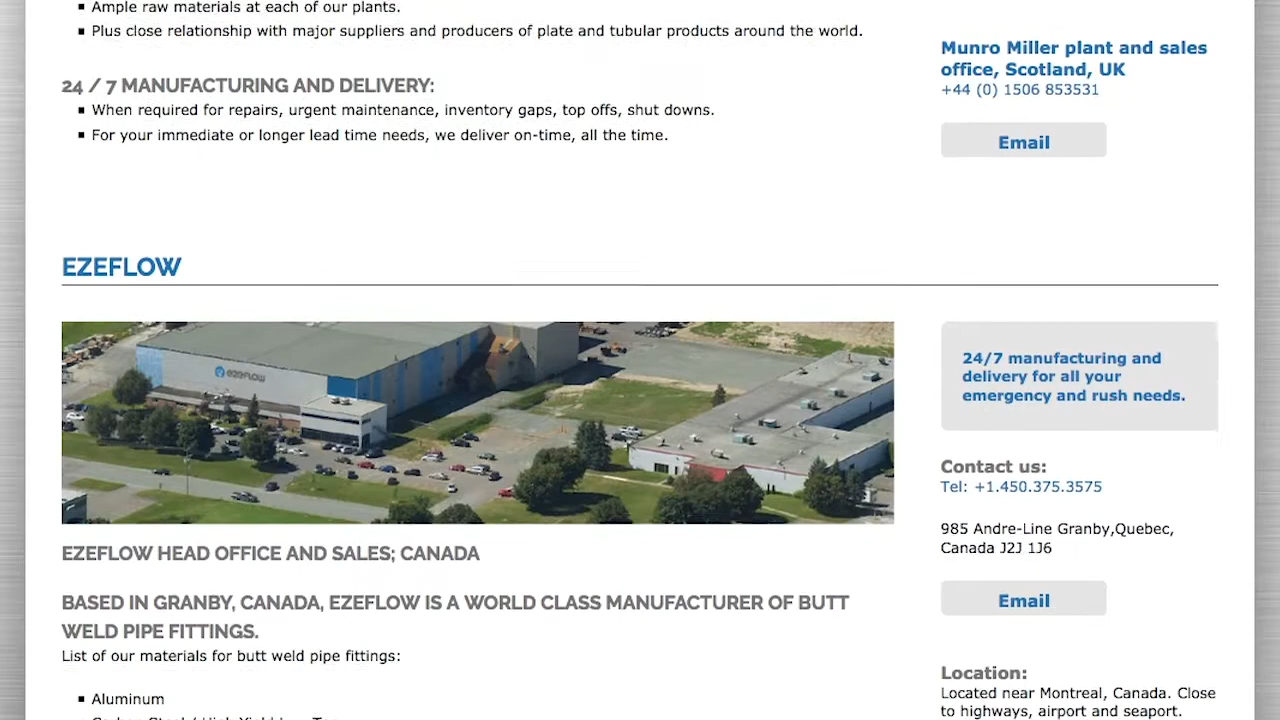 Ample raw materials at each of our plants.
Plus close relationship with major suppliers and producers of plate and tubular products around the world.
24 / 7 MANUFACTURING AND DELIVERY:
When required for repairs, urgent maintenance, inventory gaps, top offs, shut downs.
For your immediate or longer lead time needs, we deliver on-time, all the time.
Munro Miller plant and sales
office, Scotland, UK
+44 (0) 1506 853531
Email
EZEFLOW
ezeflow
EZEFLOW HEAD OFFICE AND SALES; CANADA
BASED IN GRANBY, CANADA, EZEFLOW IS A WORLD CLASS MANUFACTURER OF BUTT
WELD PIPE FITTINGS.
List of our materials for butt weld pipe fittings:
Aluminum
24/7 manufacturing and
delivery for all your
emergency and rush needs.
Contact us:
Tel: +1.450.375.3575
985 Andre-Line Granby,Quebec,
Canada J2J 1J6
Email
Location:
Located near Montreal, Canada. Close
to highways, airport and seaport.